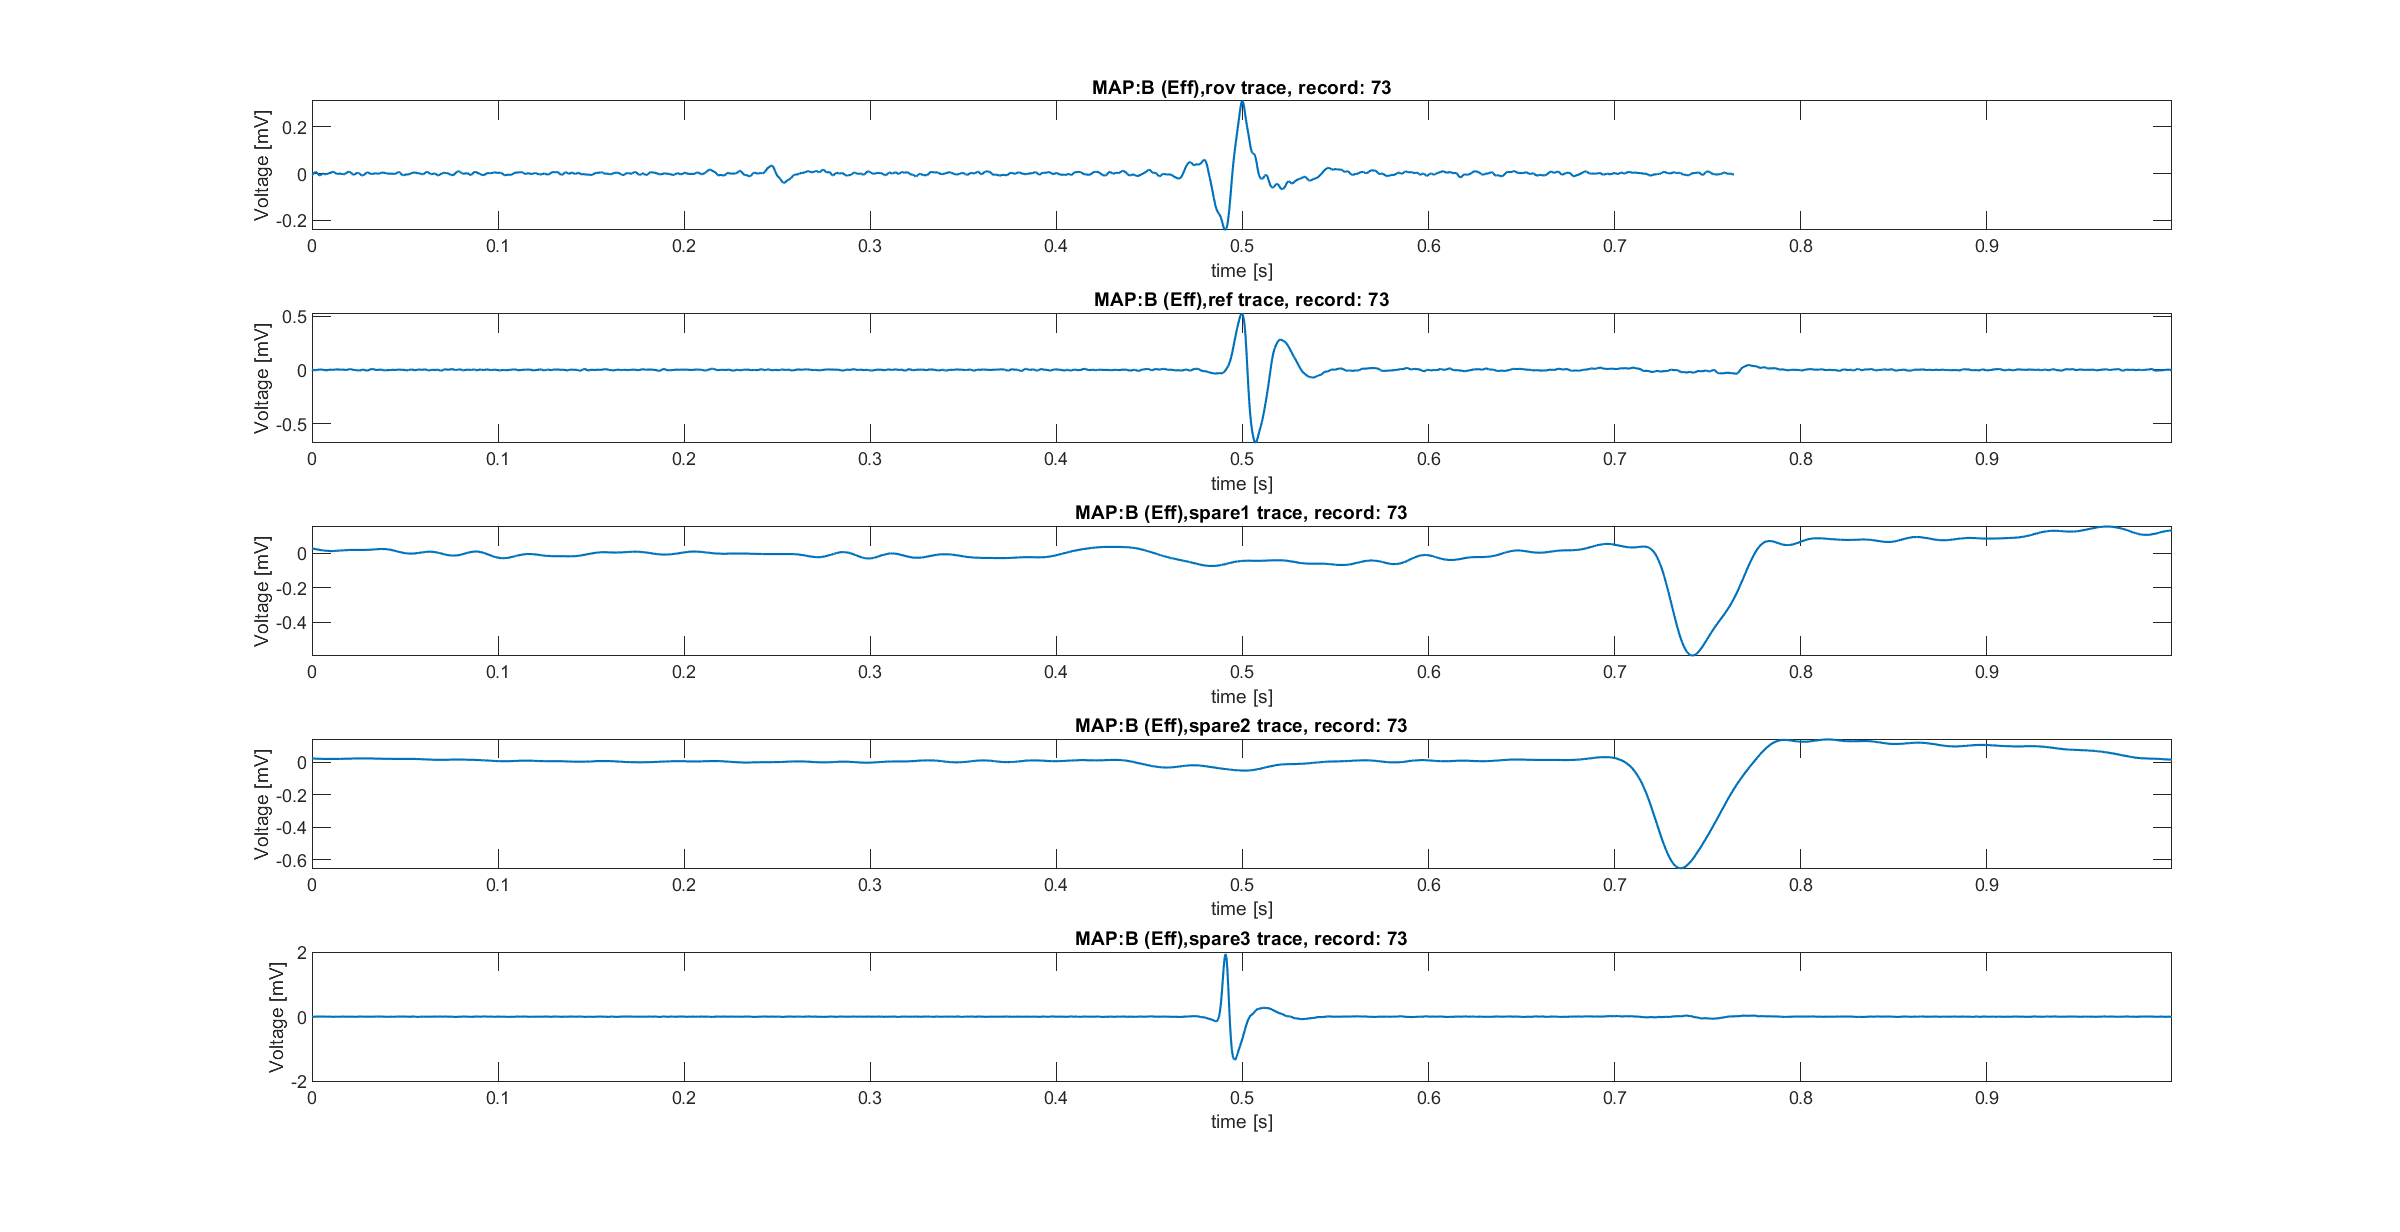 MAP:B (Eff),rov trace, record: 73
Voltage [mV]
0.2
0
-0.2
0 0.1 0.2 0.3 0.4 0.5 0.6 0.7 0.8 0.9
time [s]
MAP:B (Eff),ref trace, record: 73
Voltage [mV]
0.5
0
-0.5
0 0.1 0.2 0.3 0.4 0.5 0.6 0.7 0.8 0.9
time [s]
MAP:B (Eff),spare1 trace, record: 73
Voltage [mV]
0
-0.2
-0.4
0 0.1 0.2 0.3 0.4 0.5 0.6 0.7 0.8 0.9
time [s]
MAP:B (Eff),spare2 trace, record: 73
Voltage [mV]
0
-0.2
-0.4
-0.6
0 0.1 0.2 0.3 0.4 0.5 0.6 0.7 0.8 0.9
time [s]
MAP:B (Eff),spare3 trace, record: 73
Voltage [mV]
2
0
-2
0 0.1 0.2 0.3 0.4 0.5 0.6 0.7 0.8 0.9
time [s]